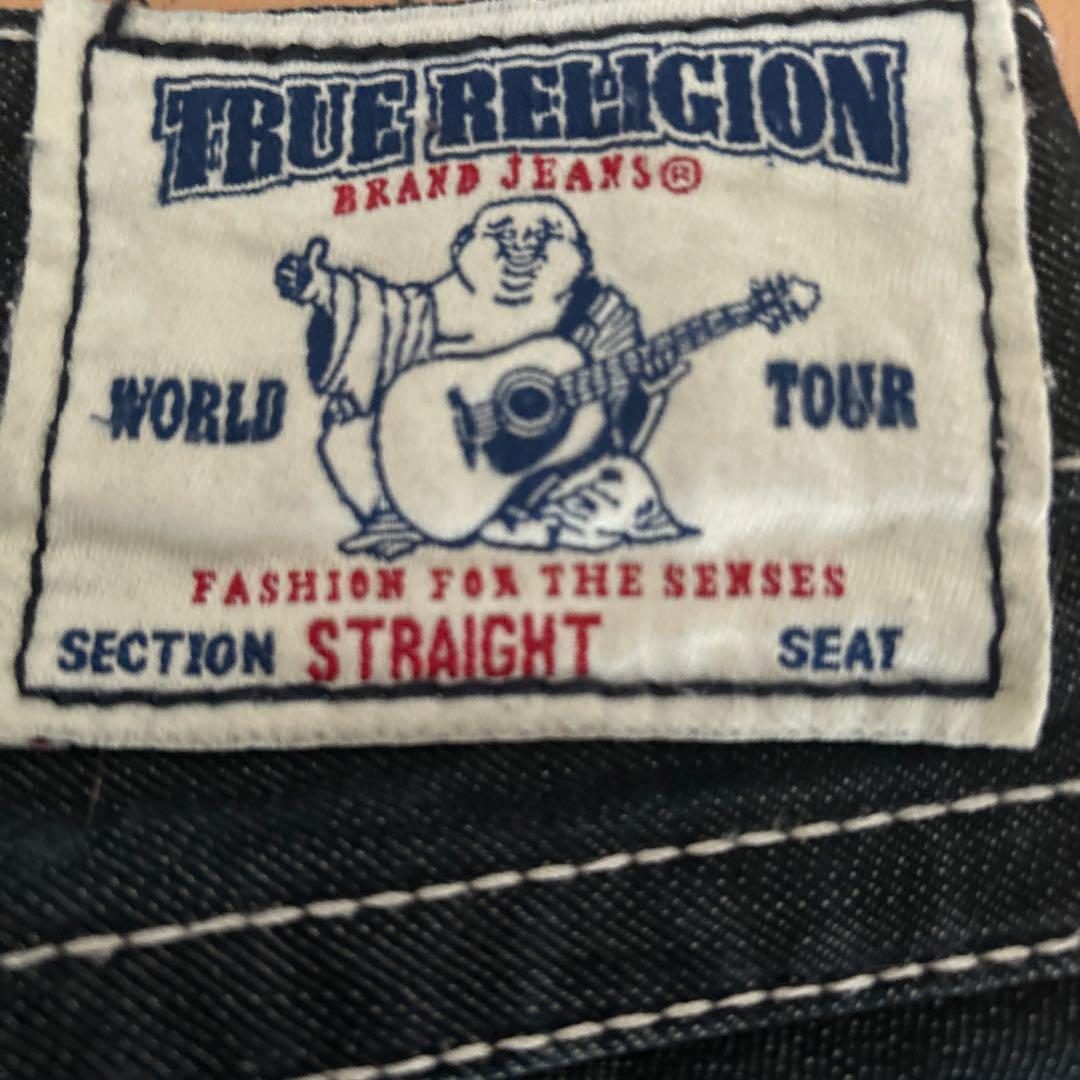 TRUE RELIGION
BRAND JEANS®
WORLD TOUR
FASHION FOR THE SENSES
SECTION STRAIGHT SEAT